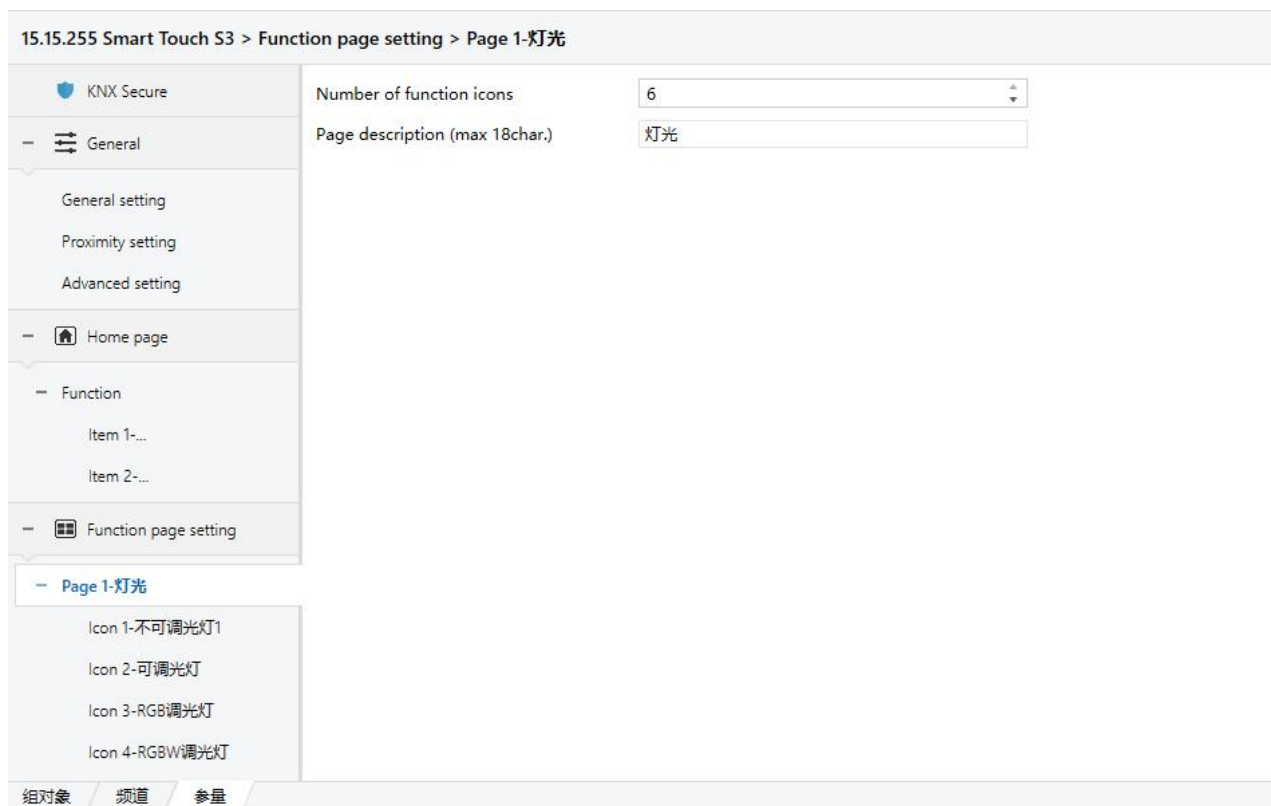 15.15.255 Smart Touch S3 > Function page setting > Page 1-灯光
KNX Secure
General
General setting
Proximity setting
Advanced setting
Home page
Function
Item 1-...
Item 2-...
Function page setting
Page 1-灯光
Icon 1-不可调光灯1
Icon 2-可调光灯
Icon 3-RGB调光灯
Icon 4-RGBW调光灯
Number of function icons 6
Page description (max 18char.) 灯光
组对象 频道 参量